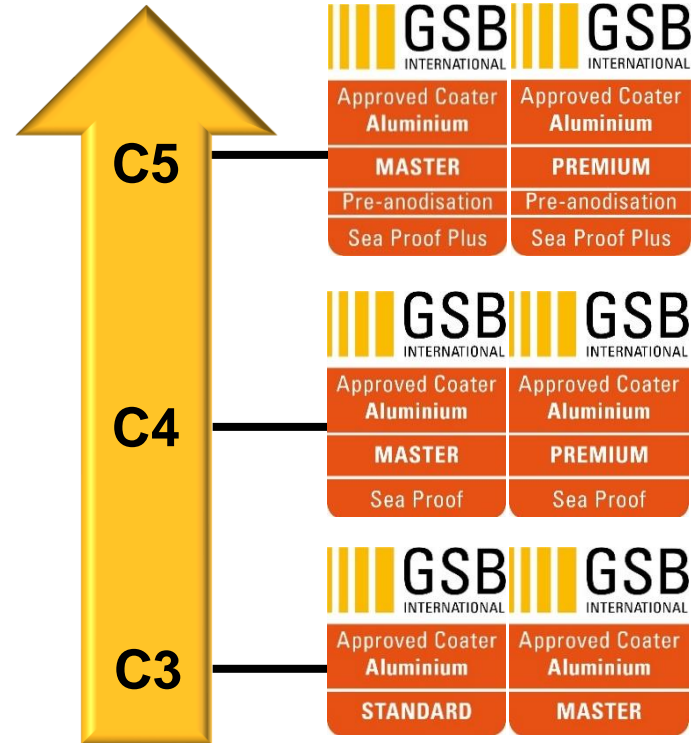 C5
GSB
INTERNATIONAL
Approved Coater
Aluminium
MASTER
Pre-anodisation
Sea Proof Plus
GSB
INTERNATIONAL
Approved Coater
Aluminium
PREMIUM
Pre-anodisation
Sea Proof Plus
C4
GSB
INTERNATIONAL
Approved Coater
Aluminium
MASTER
Sea Proof
GSB
INTERNATIONAL
Approved Coater
Aluminium
PREMIUM
Sea Proof
C3
GSB
INTERNATIONAL
Approved Coater
Aluminium
STANDARD
GSB
INTERNATIONAL
Approved Coater
Aluminium
MASTER